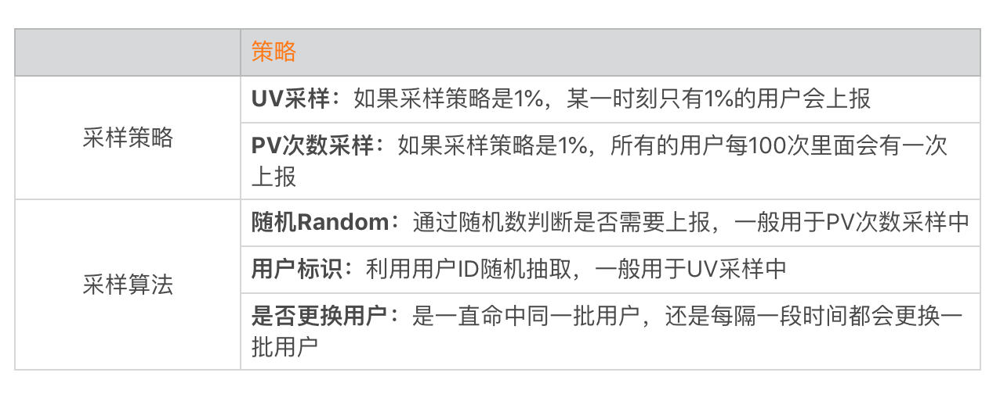 策略
采样策略
UV采样：如果采样策略是1%，某一时刻只有1%的用户会上报
PV次数采样：如果采样策略是1%，所有的用户每100次里面会有一次
上报
采样算法
随机Random：通过随机数判断是否需要上报，一般用于PV次数采样中
用户标识：利用用户ID随机抽取，一般用于UV采样中
是否更换用户：是一直命中同一批用户，还是每隔一段时间都会更换一
批用户